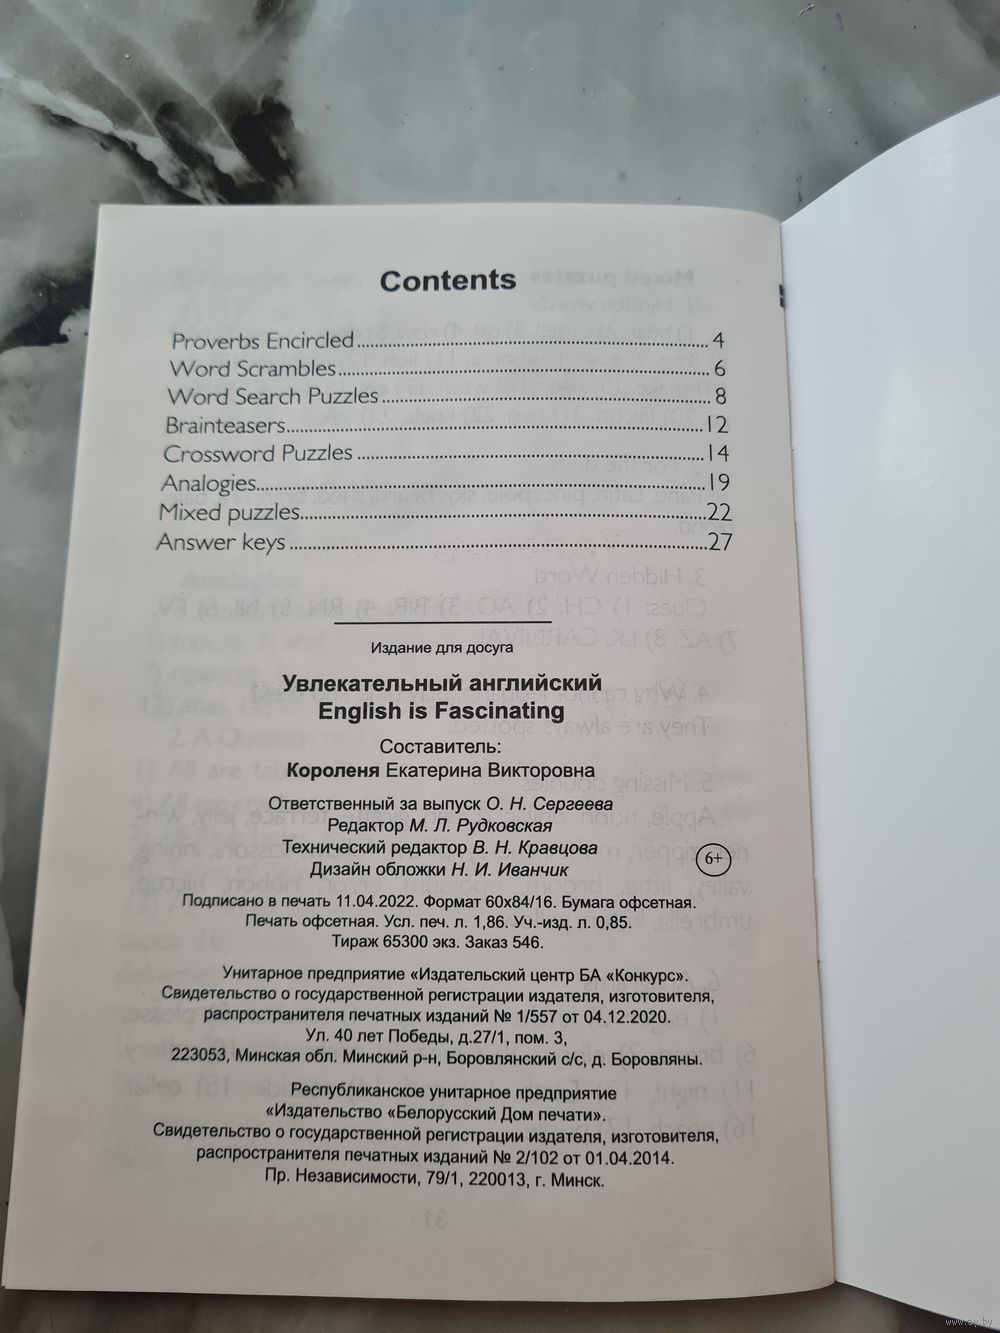 Contents
Proverbs Encircled 4
Word Scrambles 6
Word Search Puzzles 8
Brainteasers 12
Crossword Puzzles 14
Analogies 19
Mixed puzzles 22
Answer keys 27
Издание для досуга
Увлекательный английский
English is Fascinating
Составитель:
Короленя Екатерина Викторовна
Ответственный за выпуск О. Н. Сергеева
Редактор М. Л. Рудковская
Технический редактор В. Н. Кравцова
Дизайн обложки Н. И. Иванчик
6+
Подписано в печать 11.04.2022. Формат 60х84/16. Бумага офсетная.
Печать офсетная. Усл. печ. л. 1,86. Уч.-изд. л. 0,85.
Тираж 65300 экз. Заказ 546.
Унитарное предприятие «Издательский центр БА «Конкурс».
Свидетельство о государственной регистрации издателя, изготовителя,
распространителя печатных изданий № 1/557 от 04.12.2020.
Ул. 40 лет Победы, д.27/1, пом. 3,
223053, Минская обл. Минский р-н, Боровлянский с/с, д. Боровляны.
Республиканское унитарное предприятие
«Издательство «Белорусский Дом печати».
Свидетельство о государственной регистрации издателя, изготовителя,
распространителя печатных изданий № 2/102 от 01.04.2014.
Пр. Независимости, 79/1, 220013, г. Минск.
www.ay.by